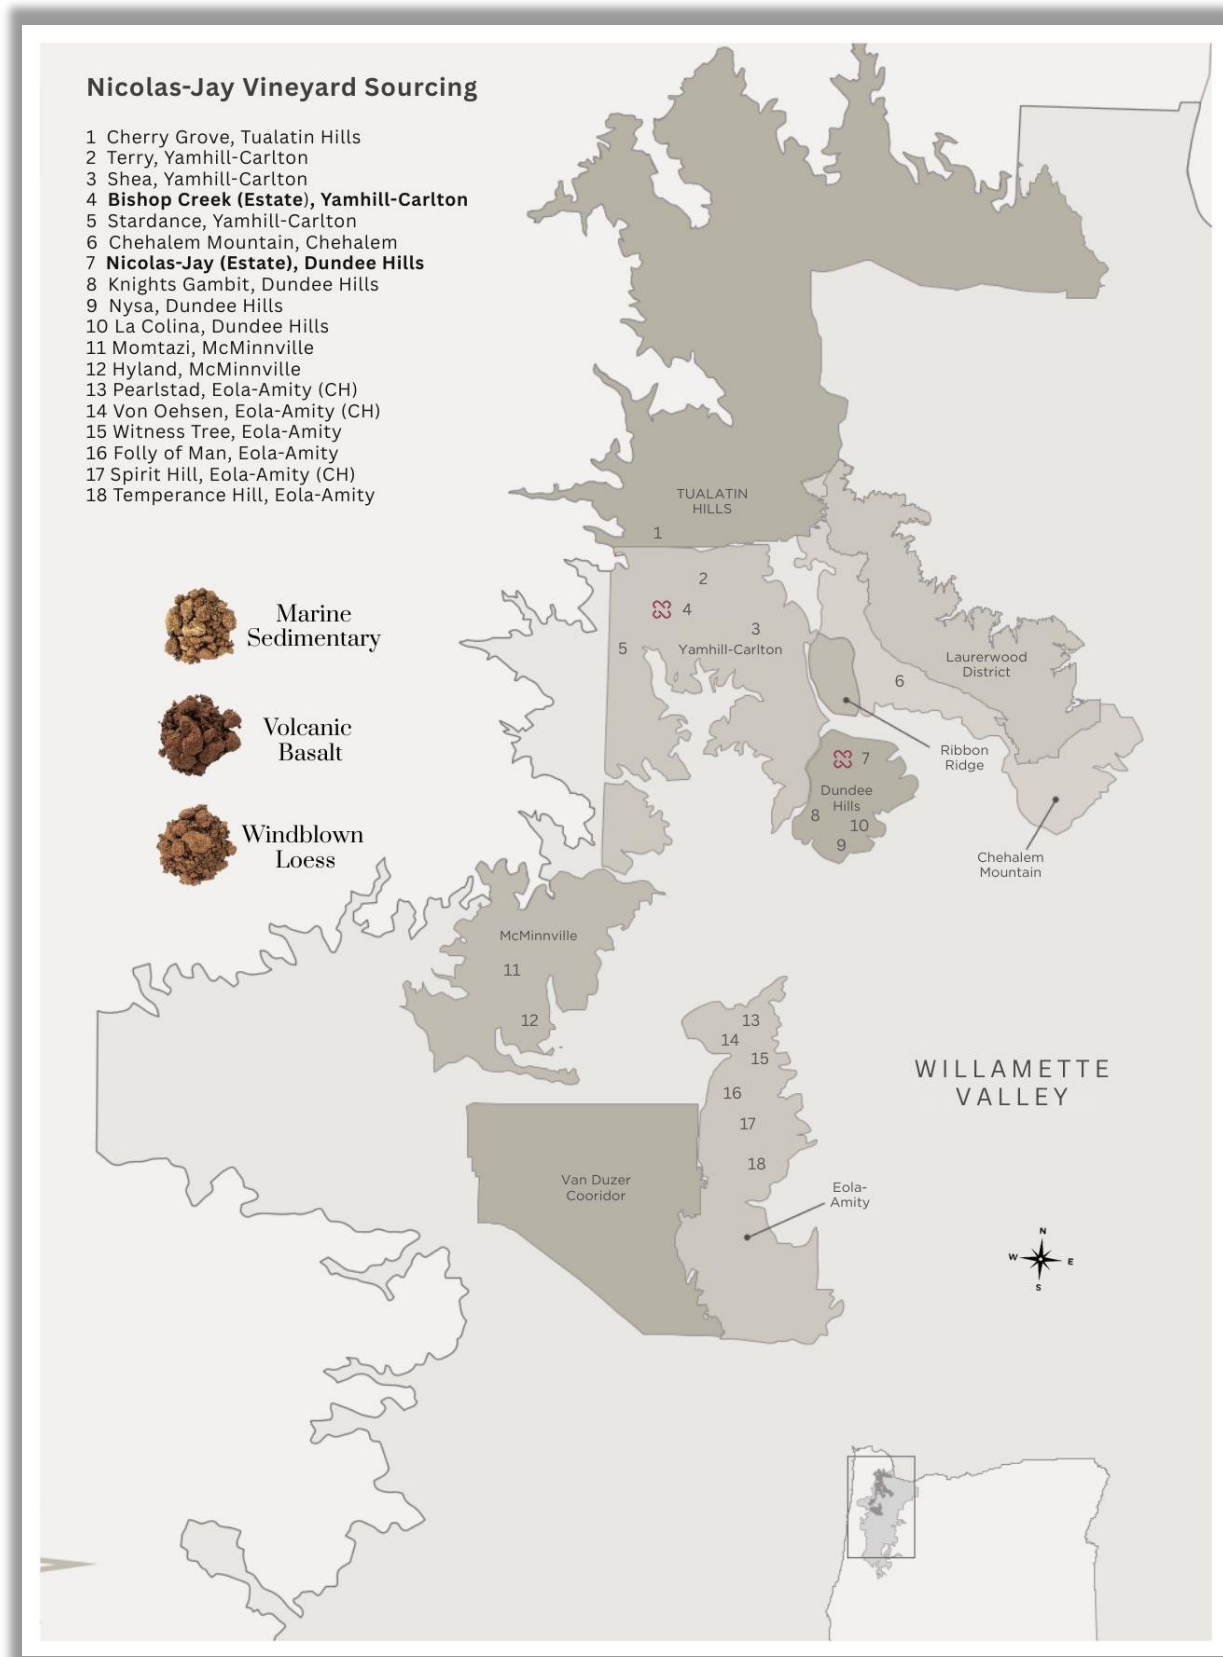 Nicolas-Jay Vineyard Sourcing
1 Cherry Grove, Tualatin Hills
2 Terry, Yamhill-Carlton
3 Shea, Yamhill-Carlton
4 Bishop Creek (Estate), Yamhill-Carlton
5 Stardance, Yamhill-Carlton
6 Chehalem Mountain, Chehalem
7 Nicolas-Jay (Estate), Dundee Hills
8 Knights Gambit, Dundee Hills
9 Nysa, Dundee Hills
10 La Colina, Dundee Hills
11 Momtazi, McMinnville
12 Hyland, McMinnville
13 Pearlstad, Eola-Amity (CH)
14 Von Oehsen, Eola-Amity (CH)
15 Witness Tree, Eola-Amity
16 Folly of Man, Eola-Amity
17 Spirit Hill, Eola-Amity (CH)
18 Temperance Hill, Eola-Amity
Marine
Sedimentary
Volcanic
Basalt
Windblown
Loess
TUALATIN
HILLS
1
2
4
3
5
Yamhill-Carlton
Laurerwood
District
6
Ribbon
Ridge
7
Dundee
Hills
8
10
9
Chehalem
Mountain
McMinnville
11
12
13
14
15
16
17
18
WILLAMETTE
VALLEY
Van Duzer
Cooridor
Eola-
Amity
N
W
E
S